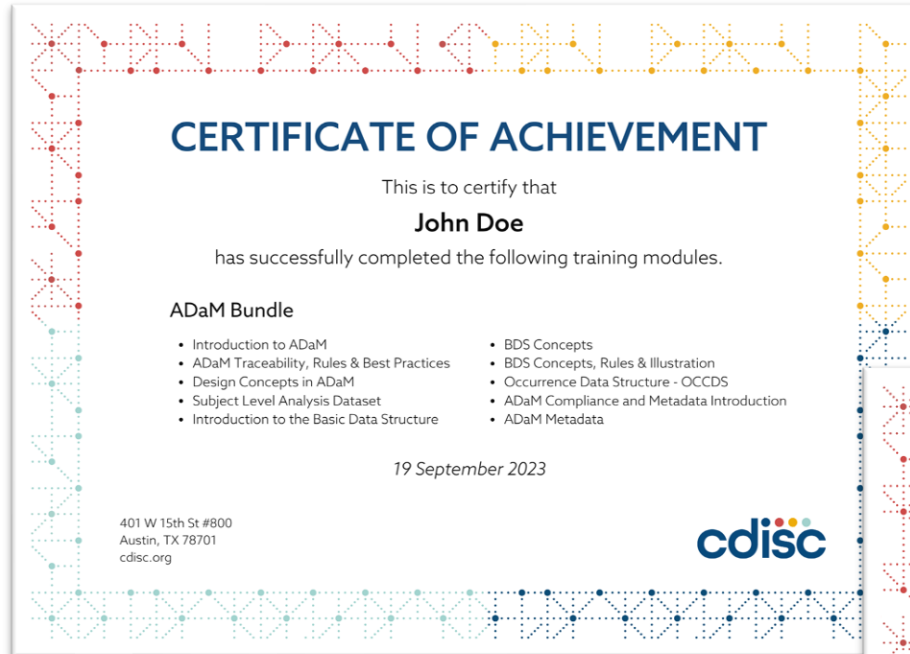 CERTIFICATE OF ACHIEVEMENT
This is to certify that
John Doe
has successfully completed the following training modules.
ADaM Bundle
• Introduction to ADaM
• ADaM Traceability, Rules & Best Practices
• Design Concepts in ADaM
• Subject Level Analysis Dataset
• Introduction to the Basic Data Structure
• BDS Concepts
• BDS Concepts, Rules & Illustration
• Occurrence Data Structure - OCCDS
• ADaM Compliance and Metadata Introduction
• ADaM Metadata
19 September 2023
401 W 15th St #800
Austin, TX 78701
cdisc.org
cdisc